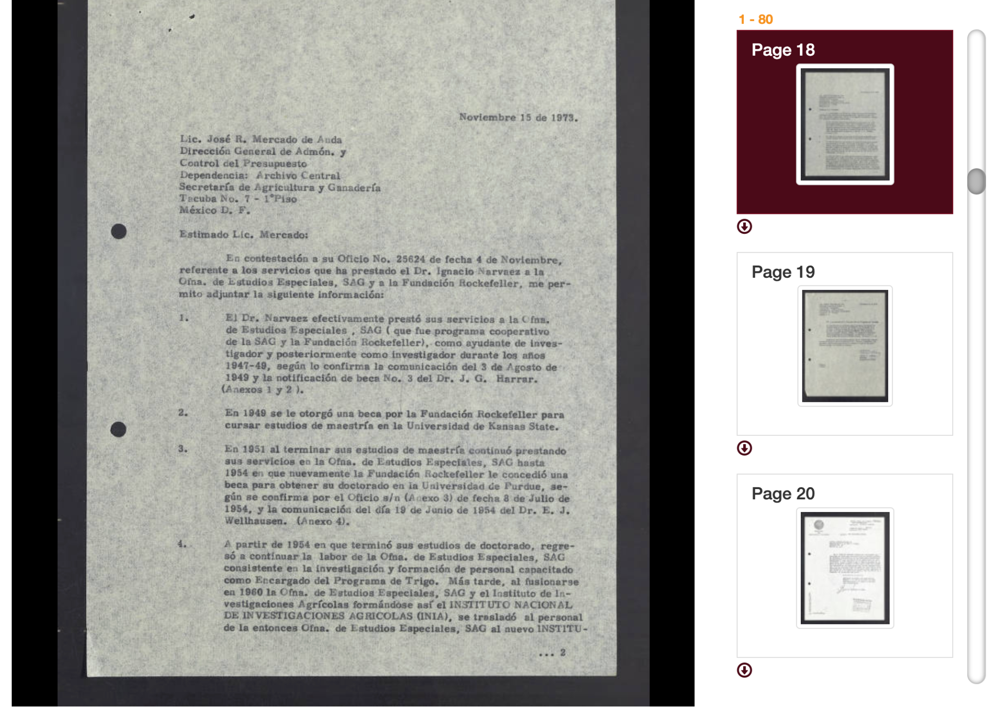 Noviembre 15 de 1973.
Lic. José R. Mercado de Anda
Dirección General de Admón. y
Control del Presupuesto
Dependencia: Archivo Central
Secretaría de Agricultura y Ganadería
Tacuba No. 7 - 1°Piso
México D. F.
Estimado Lic. Mercado:
En contestación a su Oficio No. 25624 de fecha 4 de Noviembre,
referente a los servicios que ha prestado el Dr. Ignacio Narvaez a la
Ofna. de Estudios Especiales, SAG y a la Fundación Rockefeller, me per-
mito adjuntar la siguiente información:
1. El Dr. Narvaez efectivamente prestó sus servicios a la Ofna.
de Estudios Especiales , SAG ( que fue programa cooperativo
de la SAG y la Fundación Rockefeller), como ayudante de inves-
tigador y posteriormente como investigador durante los años
1947-49, según lo confirma la comunicación del 3 de Agosto de
1949 y la notificación de beca No. 3 del Dr. J. G. Harrar.
(Anexos 1 y 2 ).
2. En 1949 se le otorgó una beca por la Fundación Rockefeller para
cursar estudios de maestría en la Universidad de Kansas State.
3. En 1951 al terminar sus estudios de maestría continuó prestando
sus servicios en la Ofna. de Estudios Especiales, SAG hasta
1954 en que nuevamente la Fundación Rockefeller le concedió una
beca para obtener su doctorado en la Universidad de Purdue, se-
gún se confirma por el Oficio s/n (Anexo 3) de fecha 8 de Julio de
1954, y la comunicación del día 19 de Junio de 1954 del Dr. E. J.
Wellhausen. (Anexo 4).
4. A partir de 1954 en que terminó sus estudios de doctorado, regre-
só a continuar la labor de la Ofna. de Estudios Especiales, SAG
consistente en la investigación y formación de personal capacitado
como Encargado del Programa de Trigo. Más tarde, al fusionarse
en 1960 la Ofna. de Estudios Especiales, SAG y el Instituto de In-
vestigaciones Agrícolas formándose así el INSTITUTO NACIONAL
DE INVESTIGACIONES AGRICOLAS (INIA), se trasladó al personal
de la entonces Ofna. de Estudios Especiales, SAG al nuevo INSTITU-
... 2
1 - 80
Page 18
Page 19
Page 20